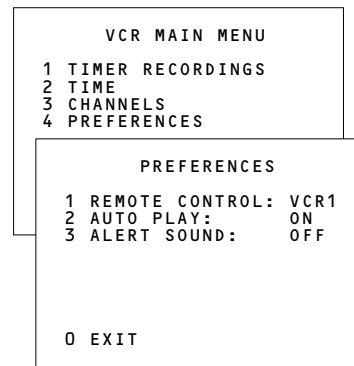 VCR MAIN MENU
1 TIMER RECORDINGS
2 TIME
3 CHANNELS
4 PREFERENCES
PREFERENCES
1 REMOTE CONTROL: VCR1
2 AUTO PLAY: ON
3 ALERT SOUND: OFF
0 EXIT